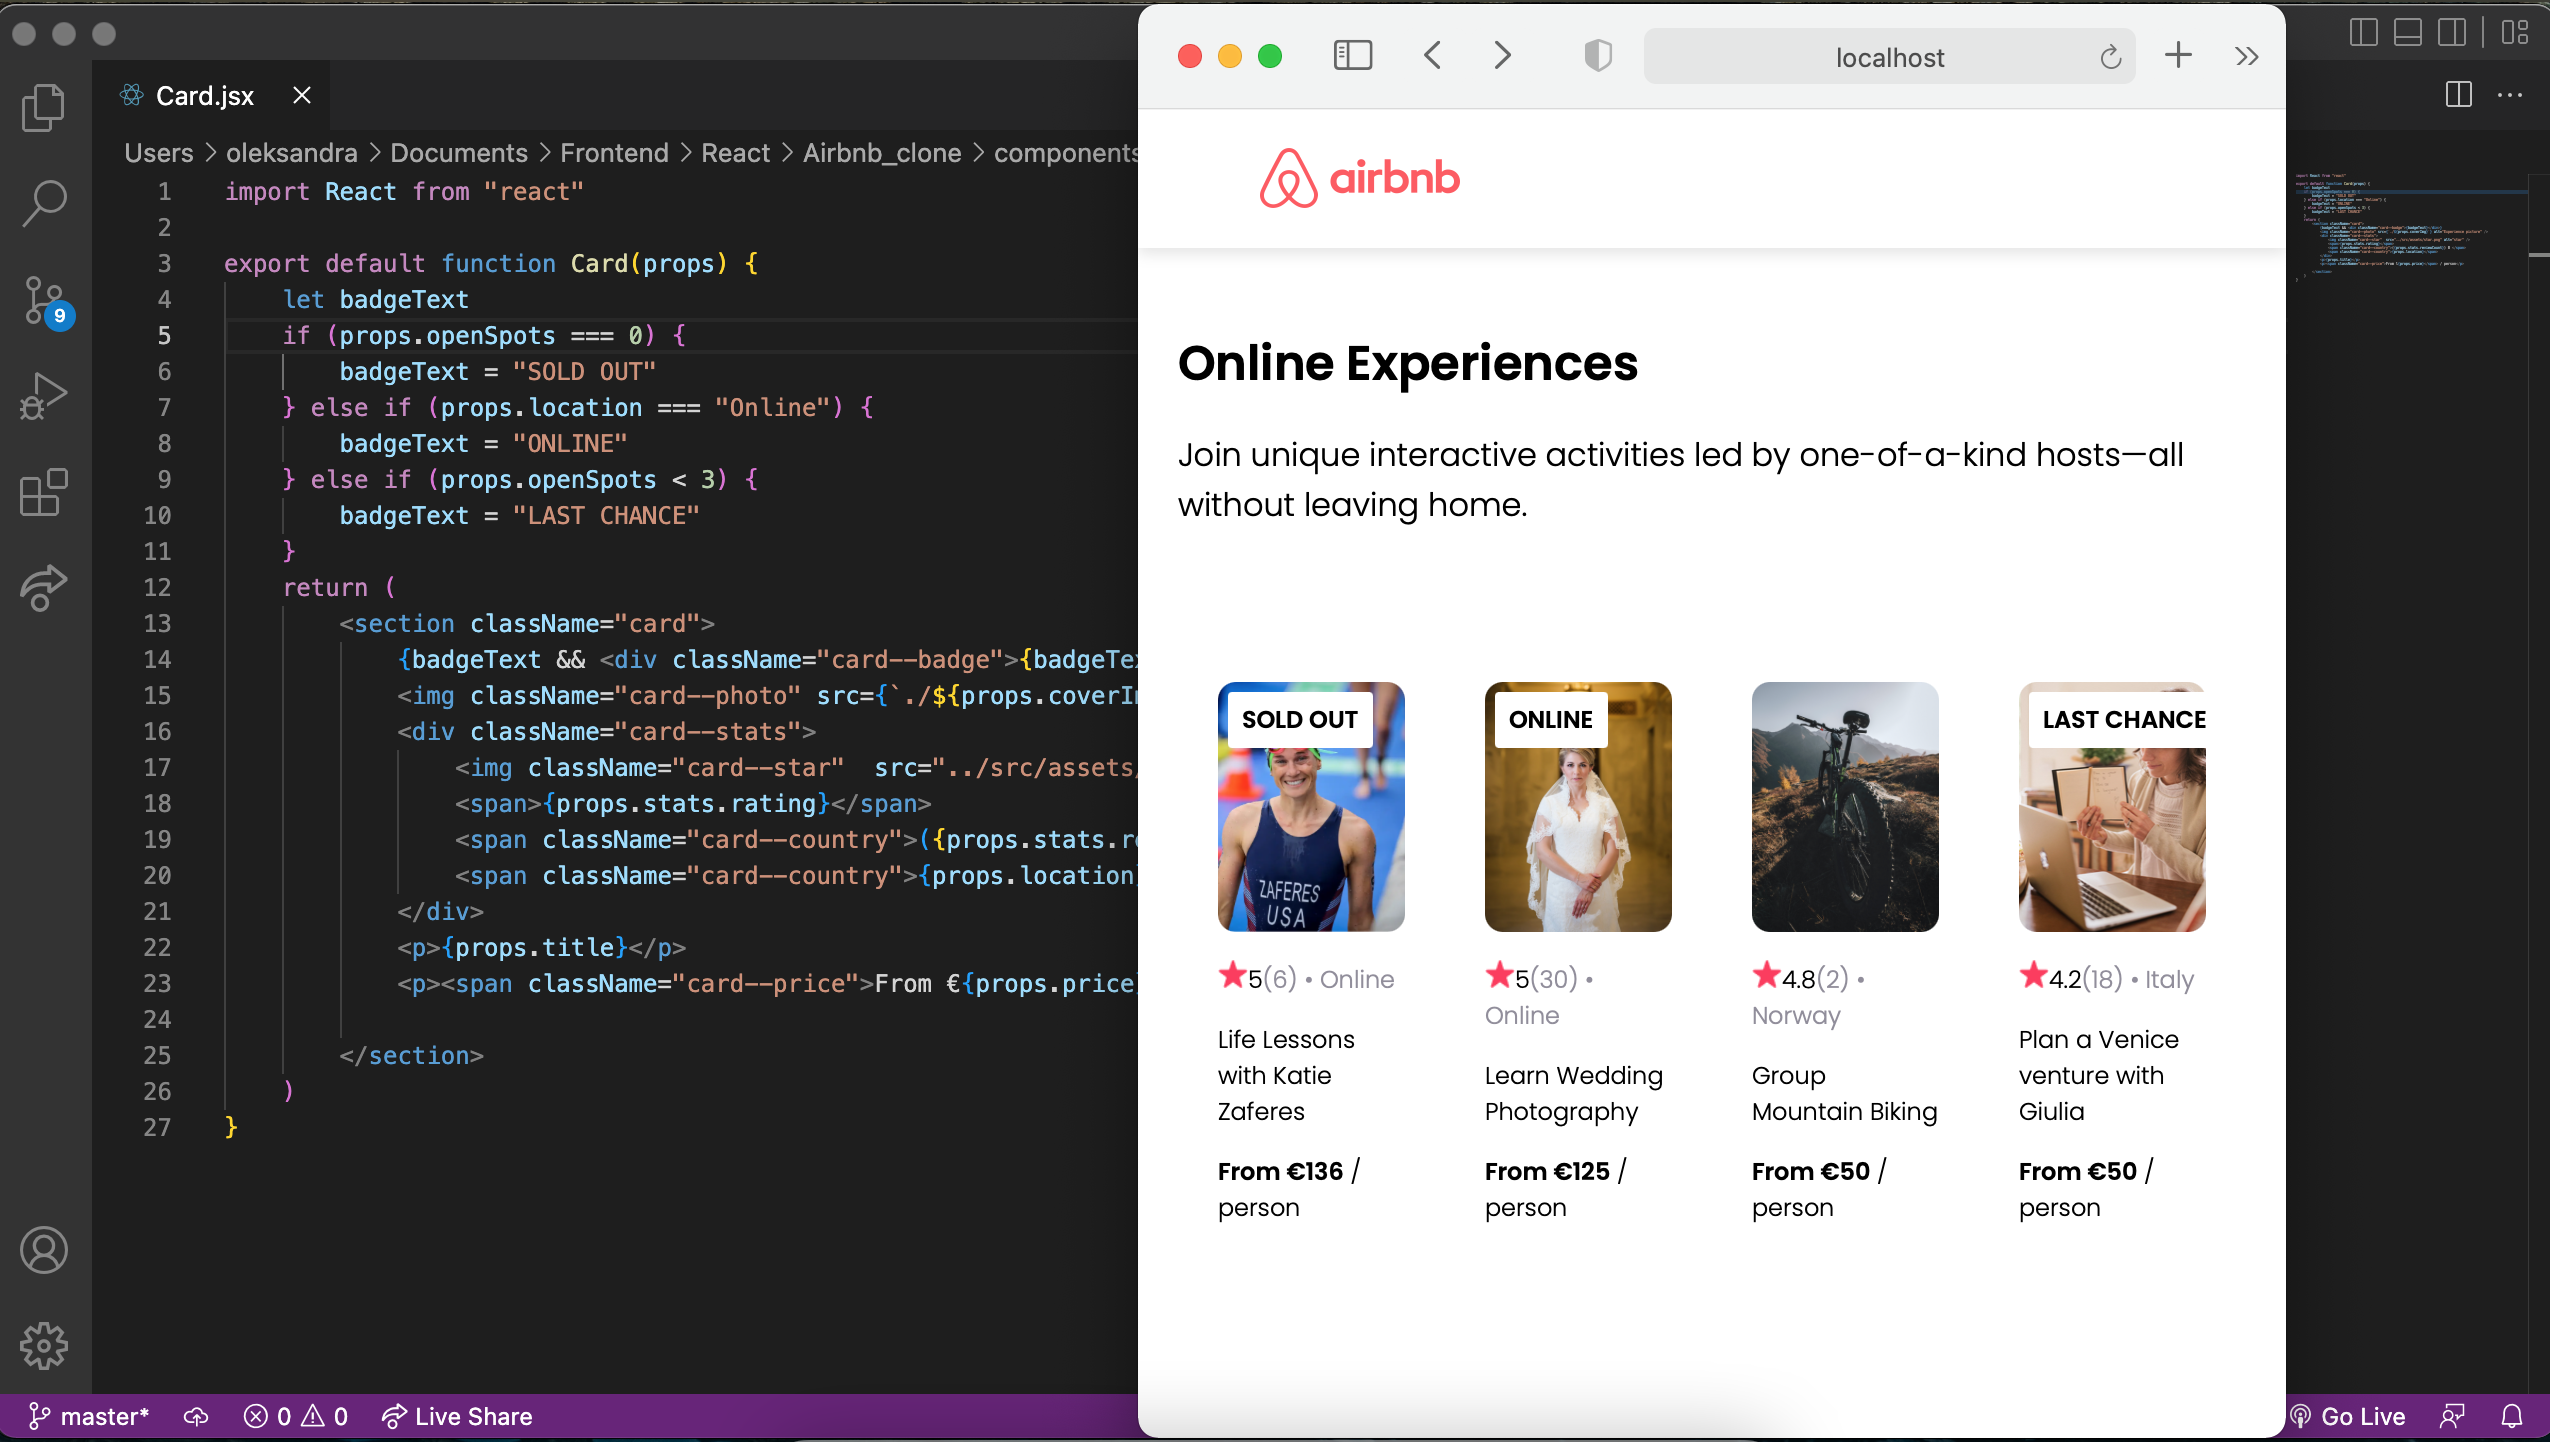 Card.jsx
Users > oleksandra > Documents > Frontend > React > Airbnb_clone > components
1 import React from "react"
2
3 export default function Card(props) {
4 let badgeText
5 if (props.openSpots === 0) {
6 badgeText = "SOLD OUT"
7 } else if (props.location === "Online") {
8 badgeText = "ONLINE"
9 } else if (props.openSpots < 3) {
10 badgeText = "LAST CHANCE"
11 }
12 return (
13 <section className="card">
14 {badgeText && <div className="card--badge">{badgeTe
15 <img className="card--photo" src={`./${props.coverI
16 <div className="card--stats">
17 <img className="card--star"  src="../src/assets/
18 <span>{props.stats.rating}</span>
19 <span className="card--country">({props.stats.re
20 <span className="card--country">{props.location}
21 </div>
22 <p>{props.title}</p>
23 <p><span className="card--price">From €{props.price}
24
25 </section>
26 )
27 }
9
master*
0
0
Live Share
Go Live
localhost
airbnb
Online Experiences
Join unique interactive activities led by one-of-a-kind hosts—all
without leaving home.
SOLD OUT
ZAFERES
USA
5(6) • Online
Life Lessons
with Katie
Zaferes
From €136 /
person
ONLINE
5(30) •
Online
Learn Wedding
Photography
From €125 /
person
4.8(2) •
Norway
Group
Mountain Biking
From €50 /
person
LAST CHANCE
4.2(18) • Italy
Plan a Venice
venture with
Giulia
From €50 /
person